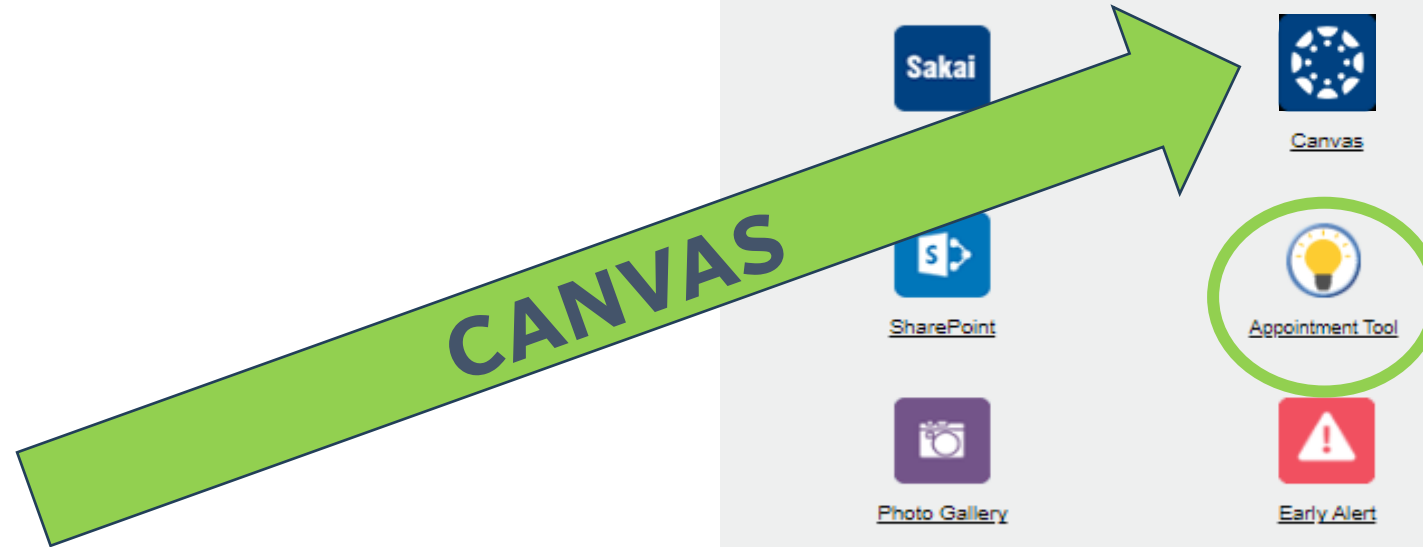 Sakai
Canvas
CANVAS
S
SharePoint
Appointment Tool
Photo Gallery
Early Alert